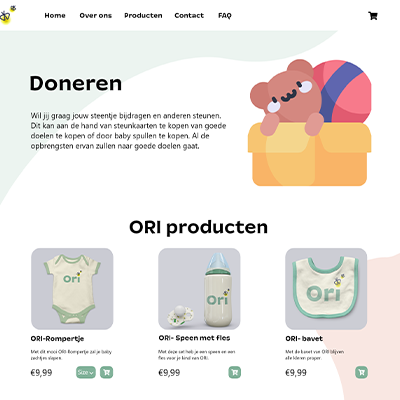 Home Over ons Producten Contact FAQ
Doneren
Wil jij graag jouw steentje bijdragen en anderen steunen.
Dit kan aan de hand van steunkaarten te kopen van goede
doelen te kopen of door baby spullen te kopen. Al de
opbrengsten ervan zullen naar goede doelen gaat.
ORI producten
Ori
Ori
Ori
ORI-Rompertje
ORI- Speen met fles
ORI- bavet
Met dit mooi ORI-Rompertje zal je baby
zachtjes slapen.
Met deze set heb je een speen en een
fles voor je kind van ORI.
Met de bavet van ORI blijven
alle kleren proper.
€9,99 Size
€9,99
€9,99